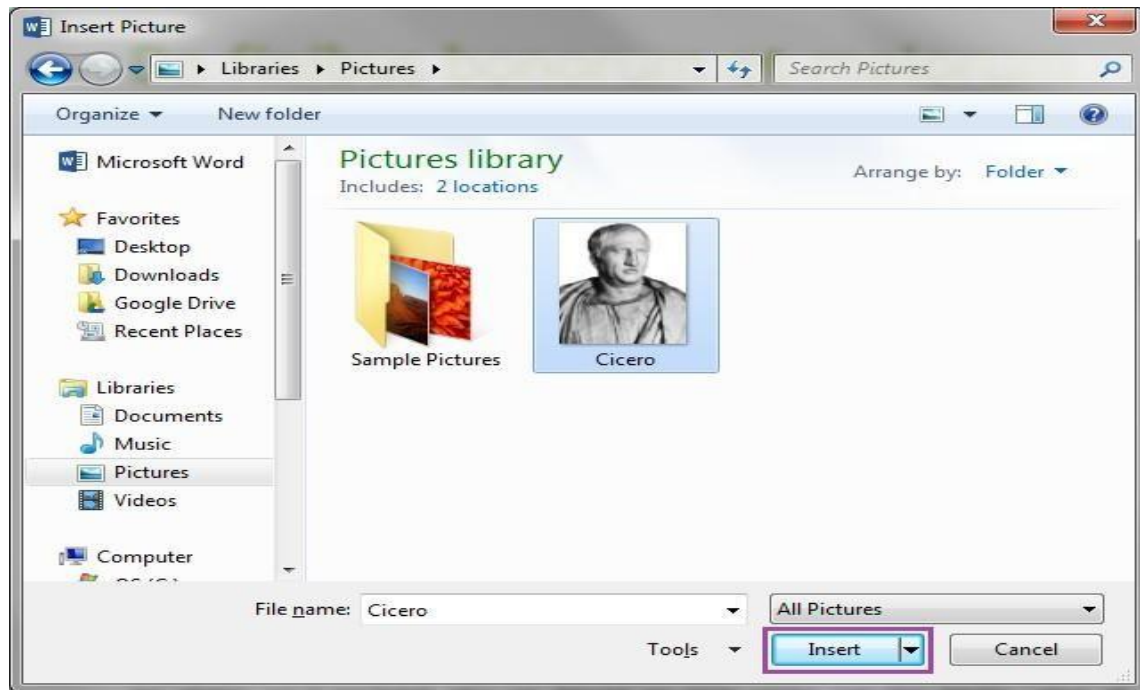 Insert Picture
Libraries Pictures
Search Pictures
Organize New folder
Microsoft Word
Favorites
Desktop
Downloads
Google Drive
Recent Places
Libraries
Documents
Music
Pictures
Videos
Computer
Pictures library
Includes: 2 locations
Arrange by: Folder
Sample Pictures
Cicero
File name: Cicero
All Pictures
Tools
Insert
Cancel